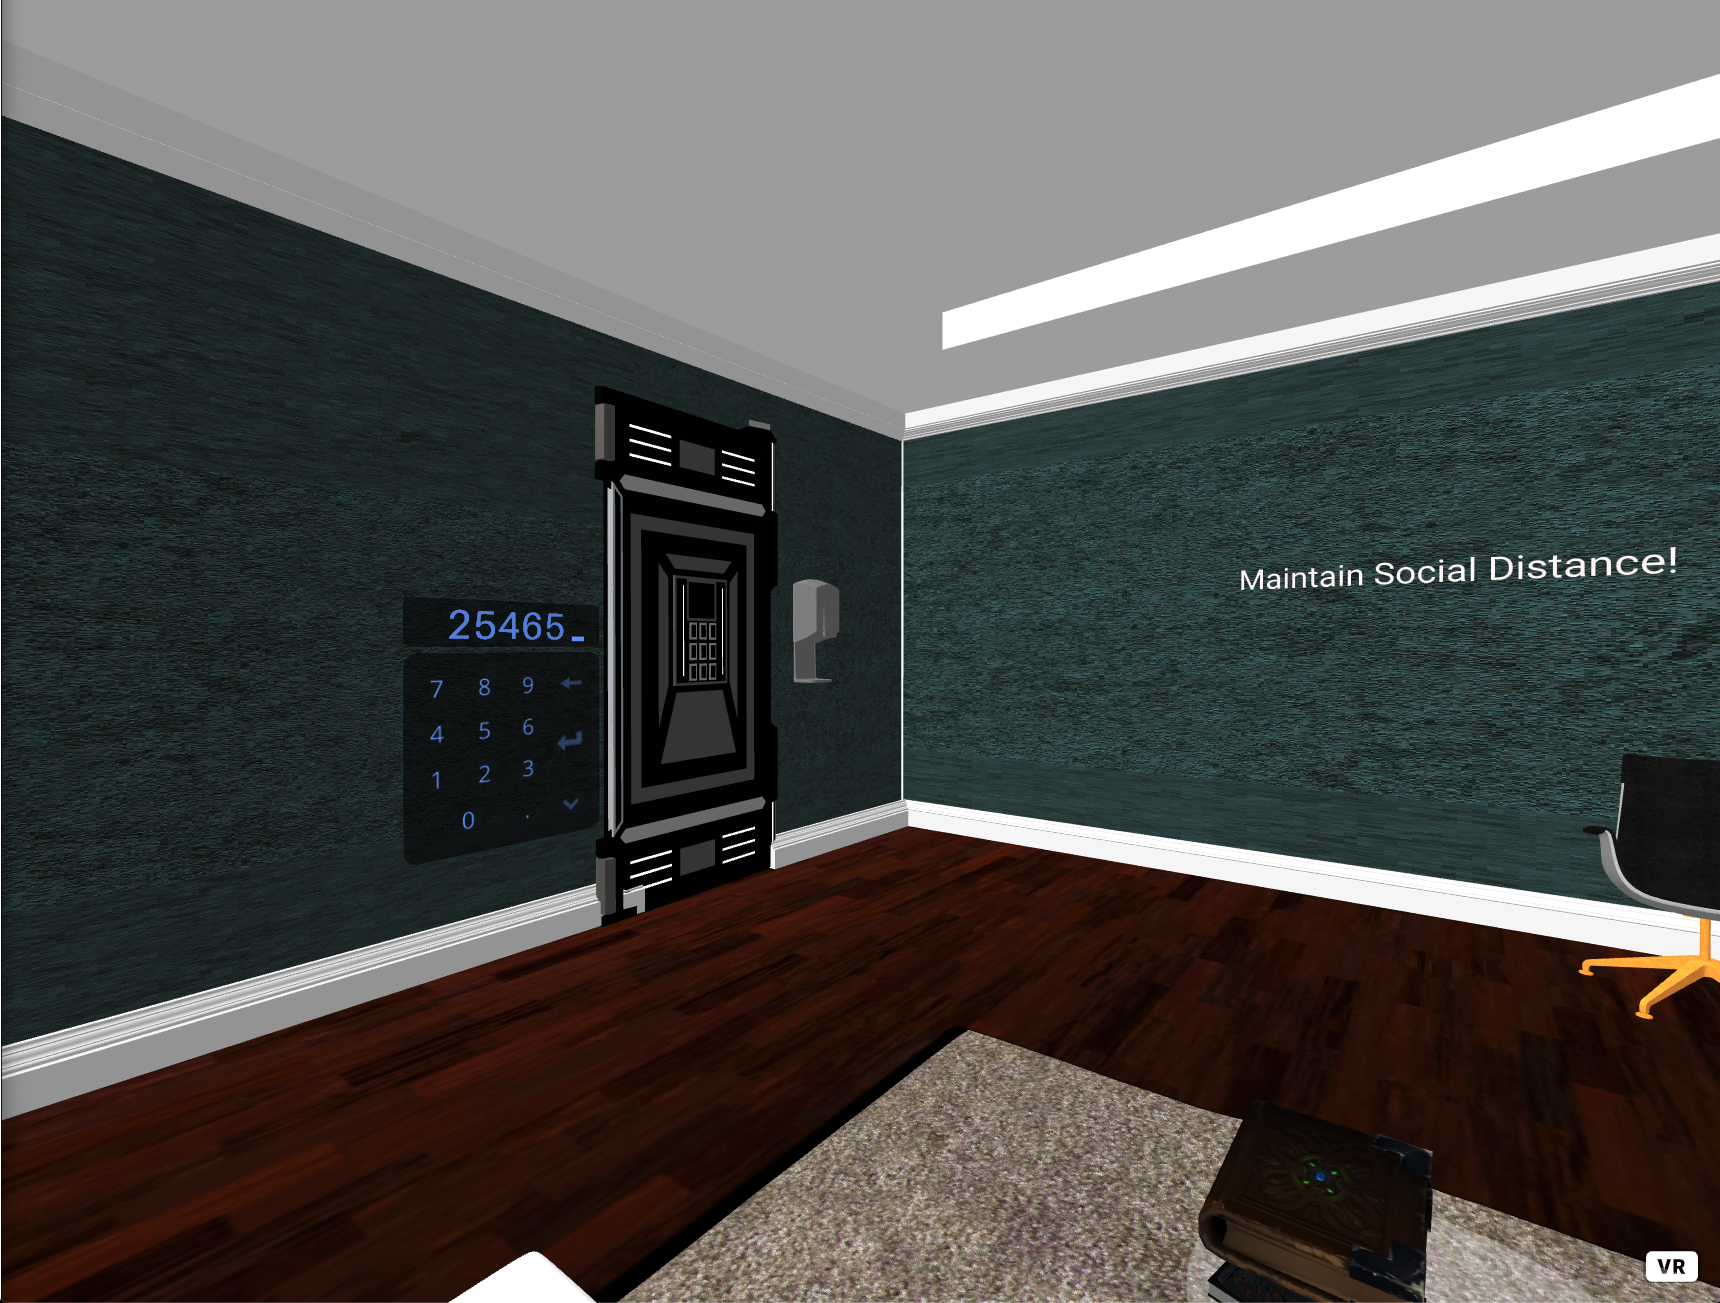 25465_
7 8 9 ←
4 5 6 ↵
1 2 3
0 .
Maintain Social Distance!
VR